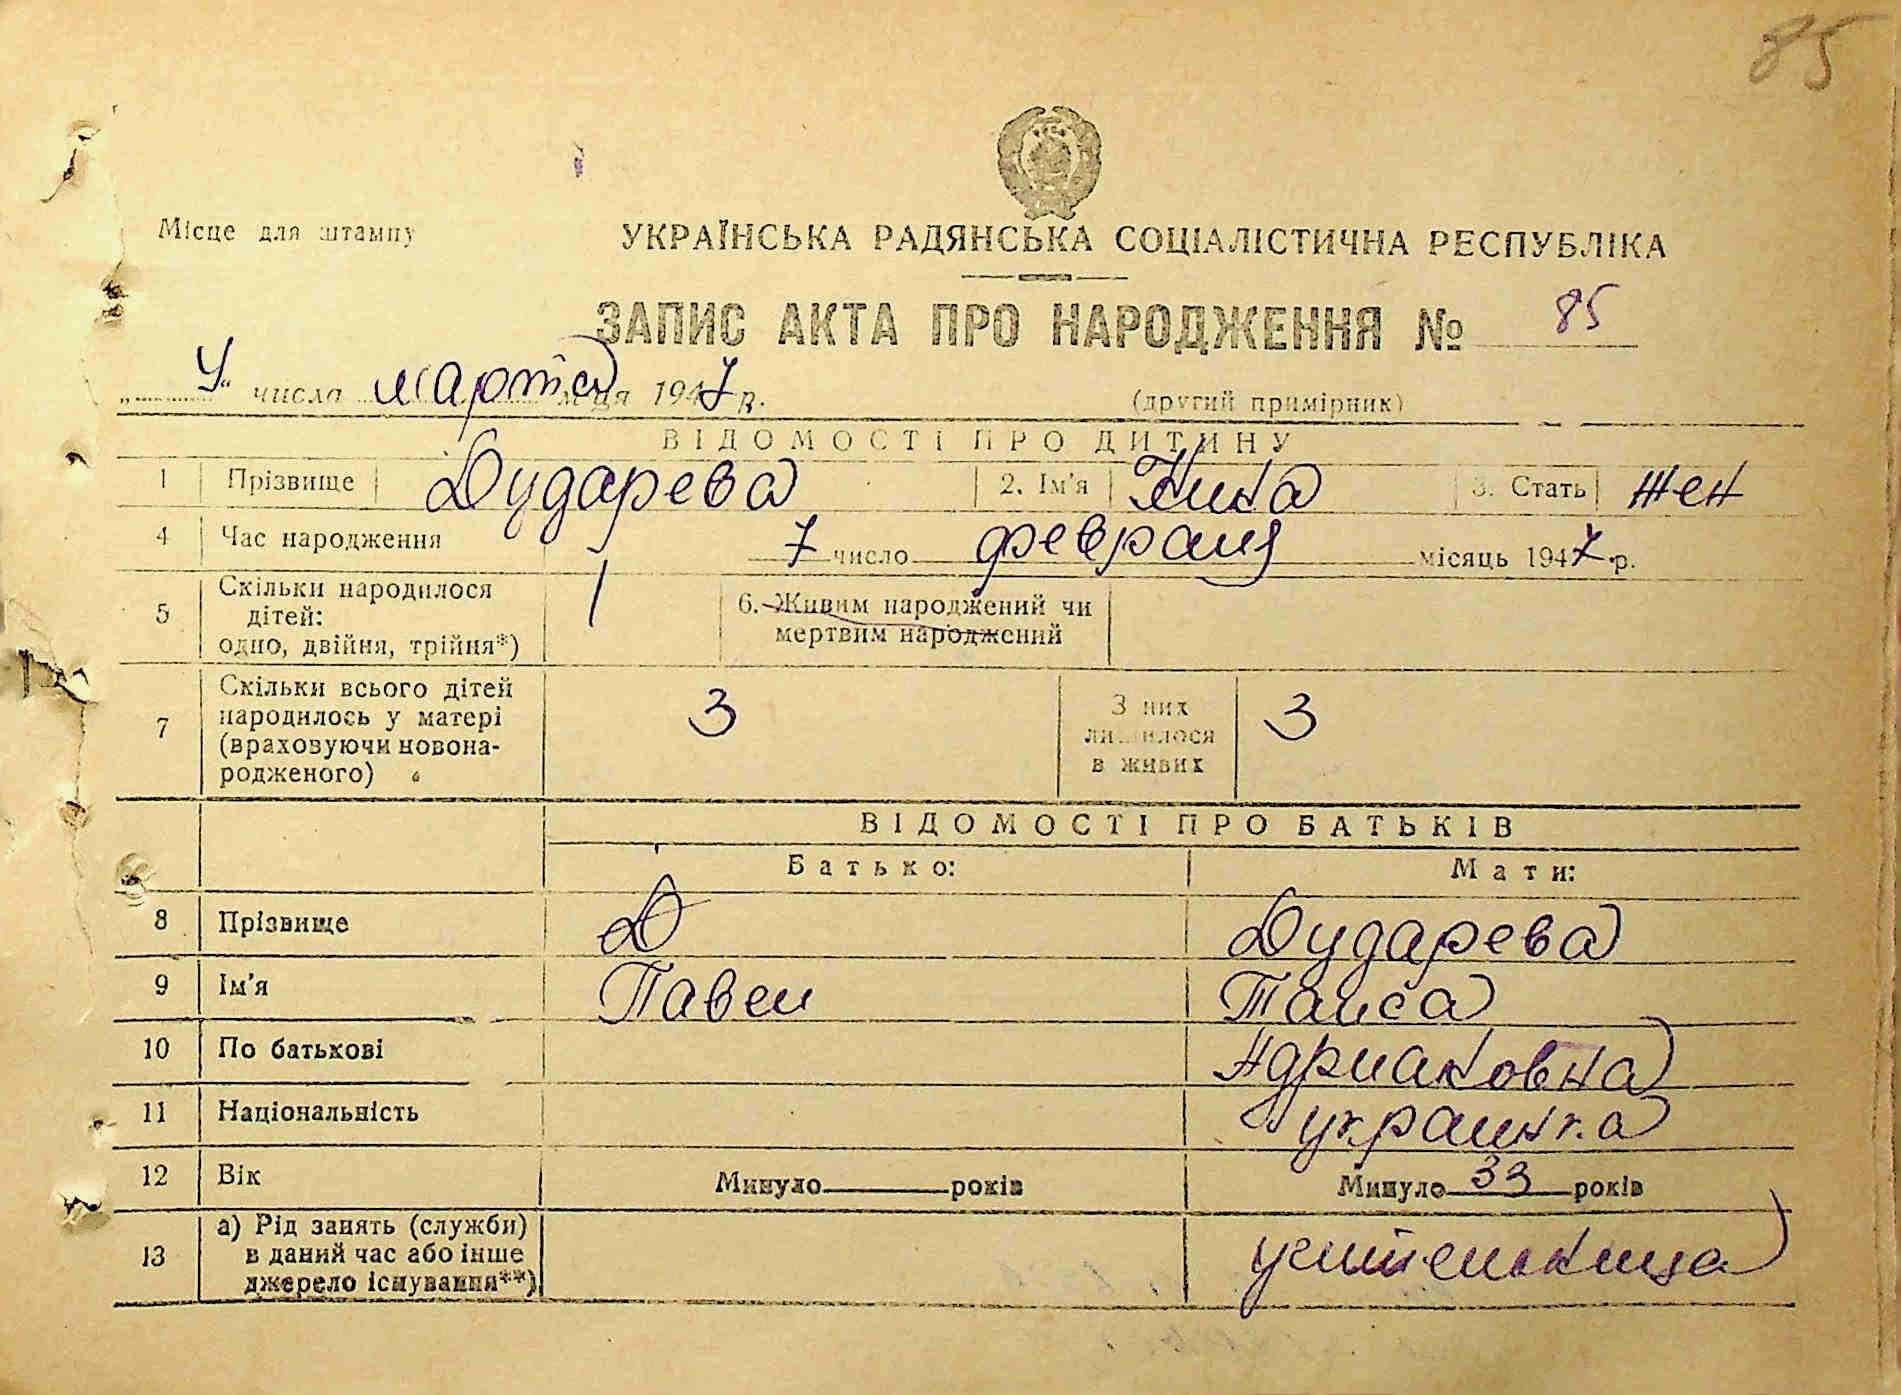 85
Місце для штампу
УКРАЇНСЬКА РАДЯНСЬКА СОЦІАЛІСТИЧНА РЕСПУБЛІКА
ЗАПИС АКТА ПРО НАРОДЖЕННЯ № 85
„4“ числа марта м-ця 1947 р.
(другий примірник)
ВІДОМОСТІ ПРО ДИТИНУ
1 Прізвище Дударева 2. Ім'я Нина 3. Стать жен
4 Час народження 7 число февраля місяць 1947 р.
5 Скільки народилося дітей: одно, двійня, трійня*) 1 6. Живим народжений чи мертвим народжений
7 Скільки всього дітей народилось у матері (враховуючи новонародженого) 3 З них лишилося в живих 3
ВІДОМОСТІ ПРО БАТЬКІВ
Батько: Мати:
8 Прізвище Д Дударева
9 Ім'я Павел Таиса
10 По батькові Адриановна
11 Національність украинка
12 Вік Минуло років Минуло 33 років
13 а) Рід занять (служби) в даний час або інше джерело існування**) учительница